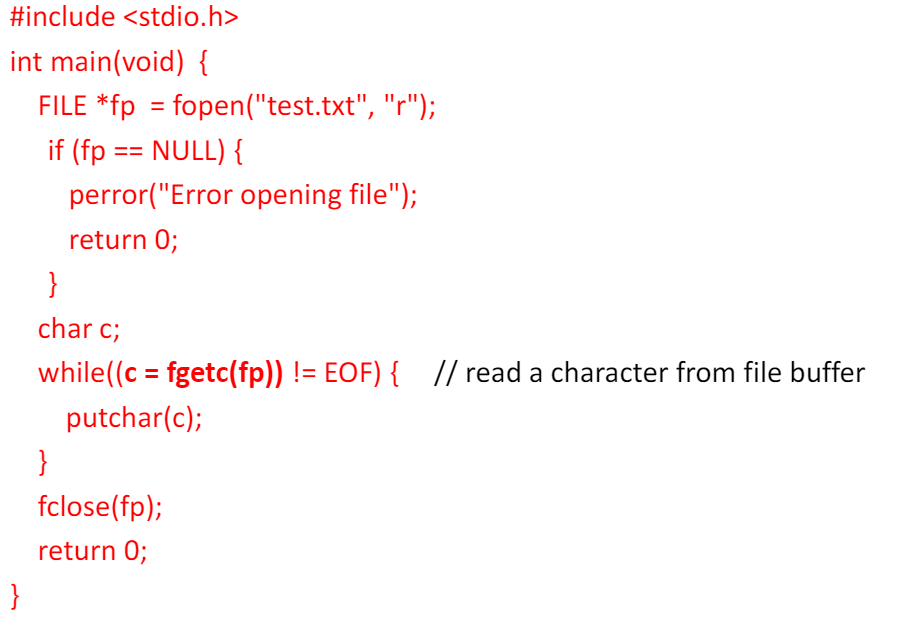 #include <stdio.h>
int main(void) {
FILE *fp = fopen("test.txt", "r");
if (fp == NULL) {
perror("Error opening file");
return 0;
}
char c;
while((c = fgetc(fp)) != EOF) { // read a character from file buffer
putchar(c);
}
fclose(fp);
return 0;
}